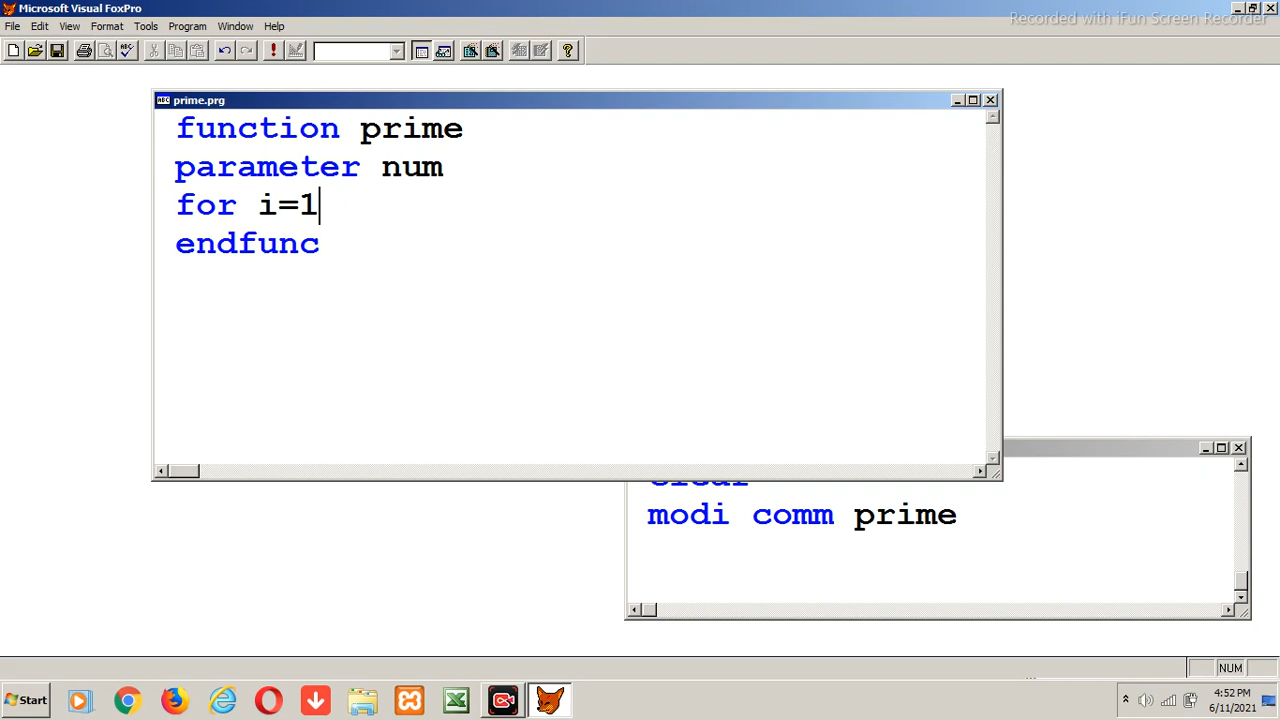 Microsoft Visual FoxPro
Recorded with iFun Screen Recorder
File Edit View Format Tools Program Window Help
prime.prg
function prime
parameter num
for i=1
endfunc
clear
modi comm prime
NUM
Start
4:52 PM
6/11/2021